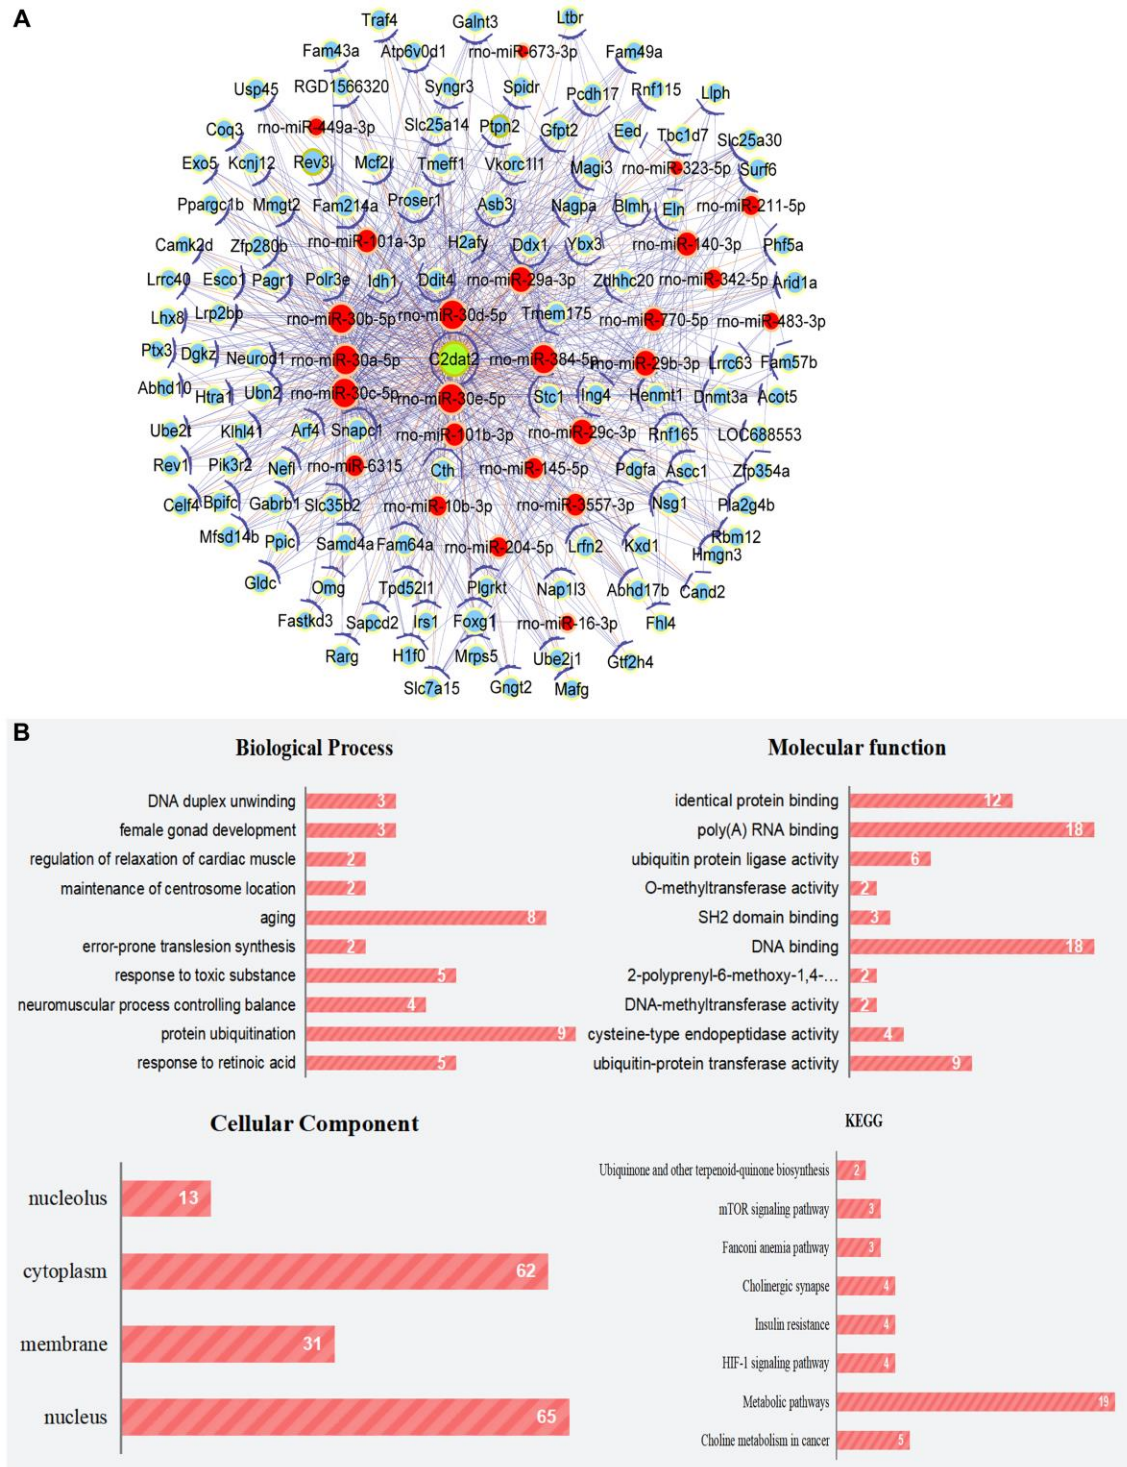 A
Traf4 Galnt3 Ltbr
Fam43a Atp6v0d1 rno-miR-673-3p Fam49a
Usp45 RGD1566320 Syngr3 Spidr Pcdh17 Rnf115 Llph
Coq3 rno-miR-449a-3p Slc25a14 Ptpn2 Gfpt2 Eed Tbc1d7 Slc25a30
Exo5 Kcnj12 Rev3l Mcf2l Tmeff1 Vkorc1l1 Magi3 rno-miR-323-5p Surf6
Ppargc1b Mmgt2 Fam214a Proser1 Asb3 Nagpa Blmh Eln rno-miR-211-5p
Camk2d Zfp280b rno-miR-101a-3p H2afy Ddx1 Ybx3 rno-miR-140-3p Phf5a
Lrrc40 Esco1 Pagr1 Polr3e Idh1 Ddit4 rno-miR-29a-3p Zdhhc20 rno-miR-342-5p Arid1a
Lhx8 Lrp2bp rno-miR-30b-5p rno-miR-30d-5p Tmem175 rno-miR-770-5p rno-miR-483-3p
Ptx3 Dgkz Neurod1 rno-miR-30a-5p C2dat2 rno-miR-384-5p rno-miR-29b-3p Lrrc63 Fam57b
Abhd10 Htra1 Ubn2 rno-miR-30c-5p rno-miR-30e-5p Stc1 Ing4 Henmt1 Dnmt3a Acot5
Ube2t Klhl41 Arf4 Snapc1 rno-miR-101b-3p rno-miR-29c-3p Rnf165 LOC688553
Rev1 Pik3r2 Nefl rno-miR-6315 Cth rno-miR-145-5p Pdgfa Ascc1 Zfp354a
Celf4 Bpifc Gabrb1 Slc35b2 rno-miR-10b-3p rno-miR-3557-3p Nsg1 Pla2g4b
Mfsd14b Ppic Samd4a Fam64a rno-miR-204-5p Lrfn2 Kxd1 Rbm12
Hmgn3
Gldc Omg Tpd52l1 Plgrkt Nap1l3 Abhd17b Cand2
Fastkd3 Sapcd2 Irs1 Foxg1 rno-miR-16-3p Fhl4
Rarg H1f0 Mrps5 Ube2j1 Gtf2h4
Slc7a15 Gngt2 Mafg
B
Biological Process
DNA duplex unwinding 3
female gonad development 3
regulation of relaxation of cardiac muscle 2
maintenance of centrosome location 2
aging 8
error-prone translesion synthesis 2
response to toxic substance 5
neuromuscular process controlling balance 4
protein ubiquitination 9
response to retinoic acid 5
Molecular function
identical protein binding 12
poly(A) RNA binding 18
ubiquitin protein ligase activity 6
O-methyltransferase activity 2
SH2 domain binding 3
DNA binding 18
2-polyprenyl-6-methoxy-1,4-… 2
DNA-methyltransferase activity 2
cysteine-type endopeptidase activity 4
ubiquitin-protein transferase activity 9
Cellular Component
nucleolus 13
cytoplasm 62
membrane 31
nucleus 65
KEGG
Ubiquinone and other terpenoid-quinone biosynthesis 2
mTOR signaling pathway 3
Fanconi anemia pathway 3
Cholinergic synapse 4
Insulin resistance 4
HIF-1 signaling pathway 4
Metabolic pathways 19
Choline metabolism in cancer 5